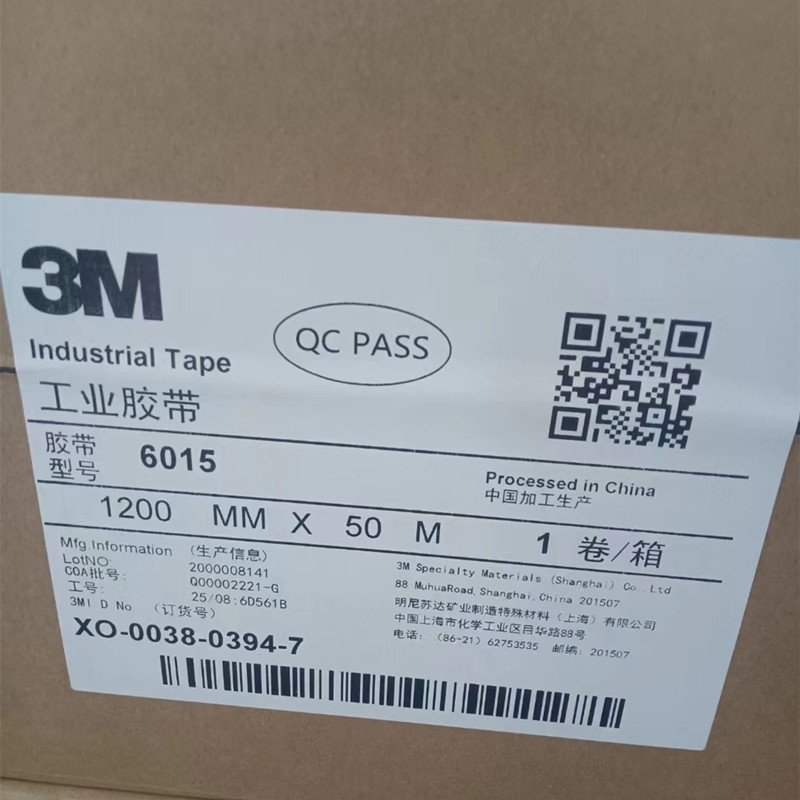 3M
Industrial Tape
工业胶带
QC PASS
胶带
型号
6015
Processed in China
中国加工生产
1200 MM X 50 M 1 卷/箱
Mfg.Information (生产信息)
LotNO: 2000008141
COA批号: Q00002221-G
工号: 25/08:6D561B
3MI D No (订货号)
XO-0038-0394-7
3M Specialty Materials (Shanghai) Co.,Ltd
88 MuhuaRoad, Shanghai, China 201507
明尼苏达矿业制造特殊材料(上海)有限公司
中国上海市化学工业区目华路88号
电话: (86-21) 62753535 邮编: 201507